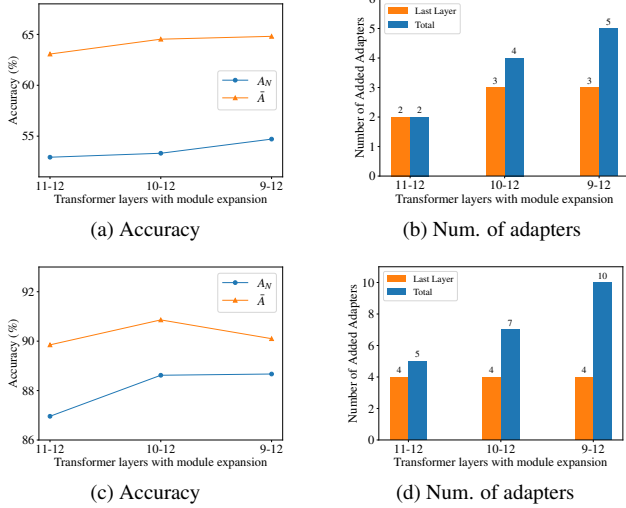 65
60
55
Accuracy (%)
A_N
Ā
11-12
10-12
9-12
Transformer layers with module expansion
(a) Accuracy
6
5
4
3
2
1
0
Number of Added Adapters
Last Layer
Total
2
2
3
4
3
5
11-12
10-12
9-12
Transformer layers with module expansion
(b) Num. of adapters
92
90
88
86
Accuracy (%)
A_N
Ā
11-12
10-12
9-12
Transformer layers with module expansion
(c) Accuracy
10
8
6
4
2
0
Number of Added Adapters
Last Layer
Total
4
5
4
7
4
10
11-12
10-12
9-12
Transformer layers with module expansion
(d) Num. of adapters